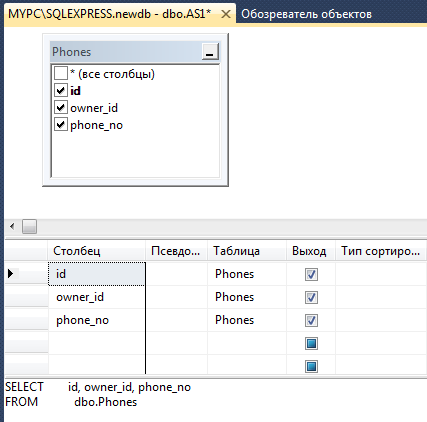 MYPC\SQLEXPRESS.newdb - dbo.AS1* Обозреватель объектов
Phones
* (все столбцы)
id
owner_id
phone_no
Столбец Псевдо... Таблица Выход Тип сортиро...
id Phones
owner_id Phones
phone_no Phones
SELECT id, owner_id, phone_no
FROM dbo.Phones